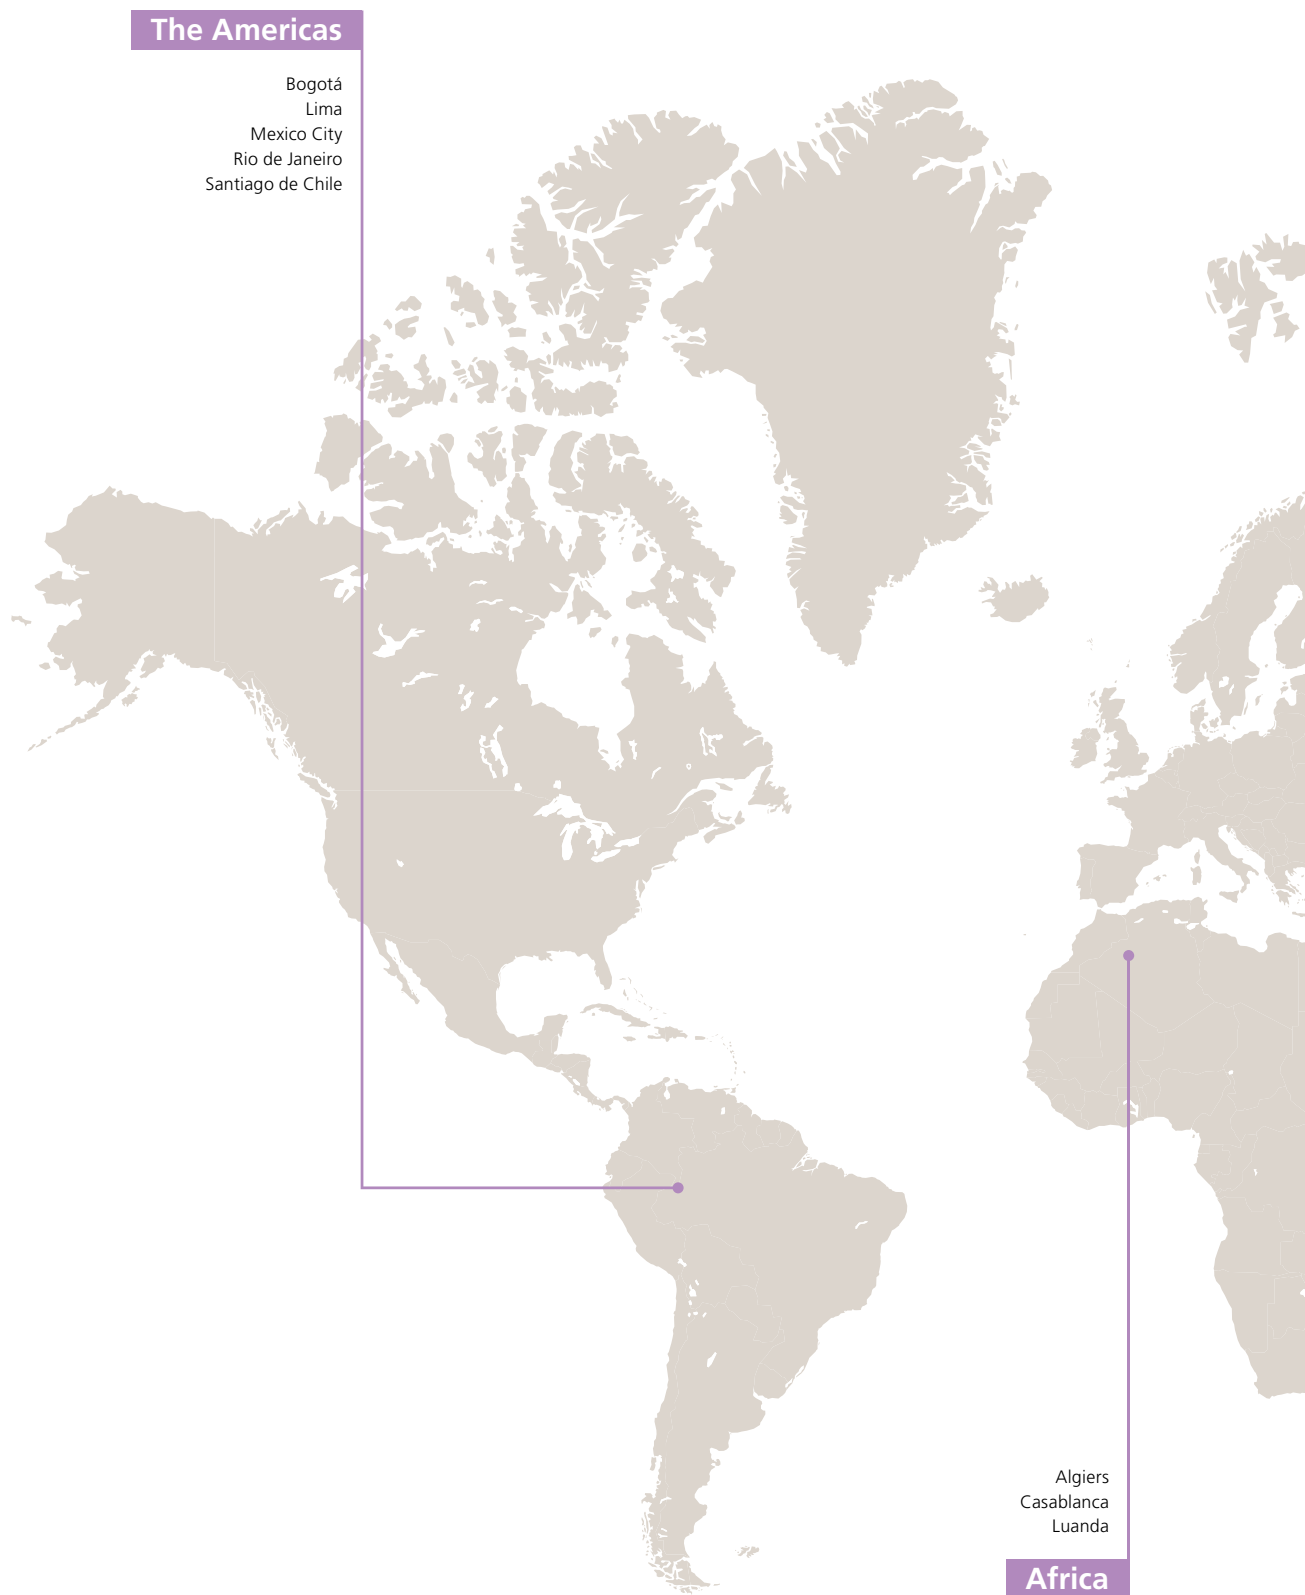 The Americas
Bogotá
Lima
Mexico City
Rio de Janeiro
Santiago de Chile
Algiers
Casablanca
Luanda
Africa